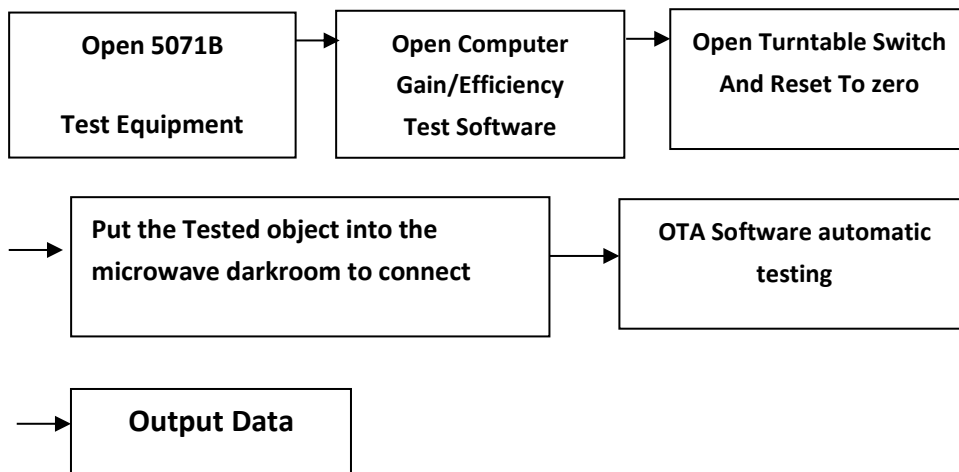 Open 5071B
Test Equipment
Open Computer
Gain/Efficiency
Test Software
Open Turntable Switch
And Reset To zero
Put the Tested object into the
microwave darkroom to connect
OTA Software automatic
testing
Output Data